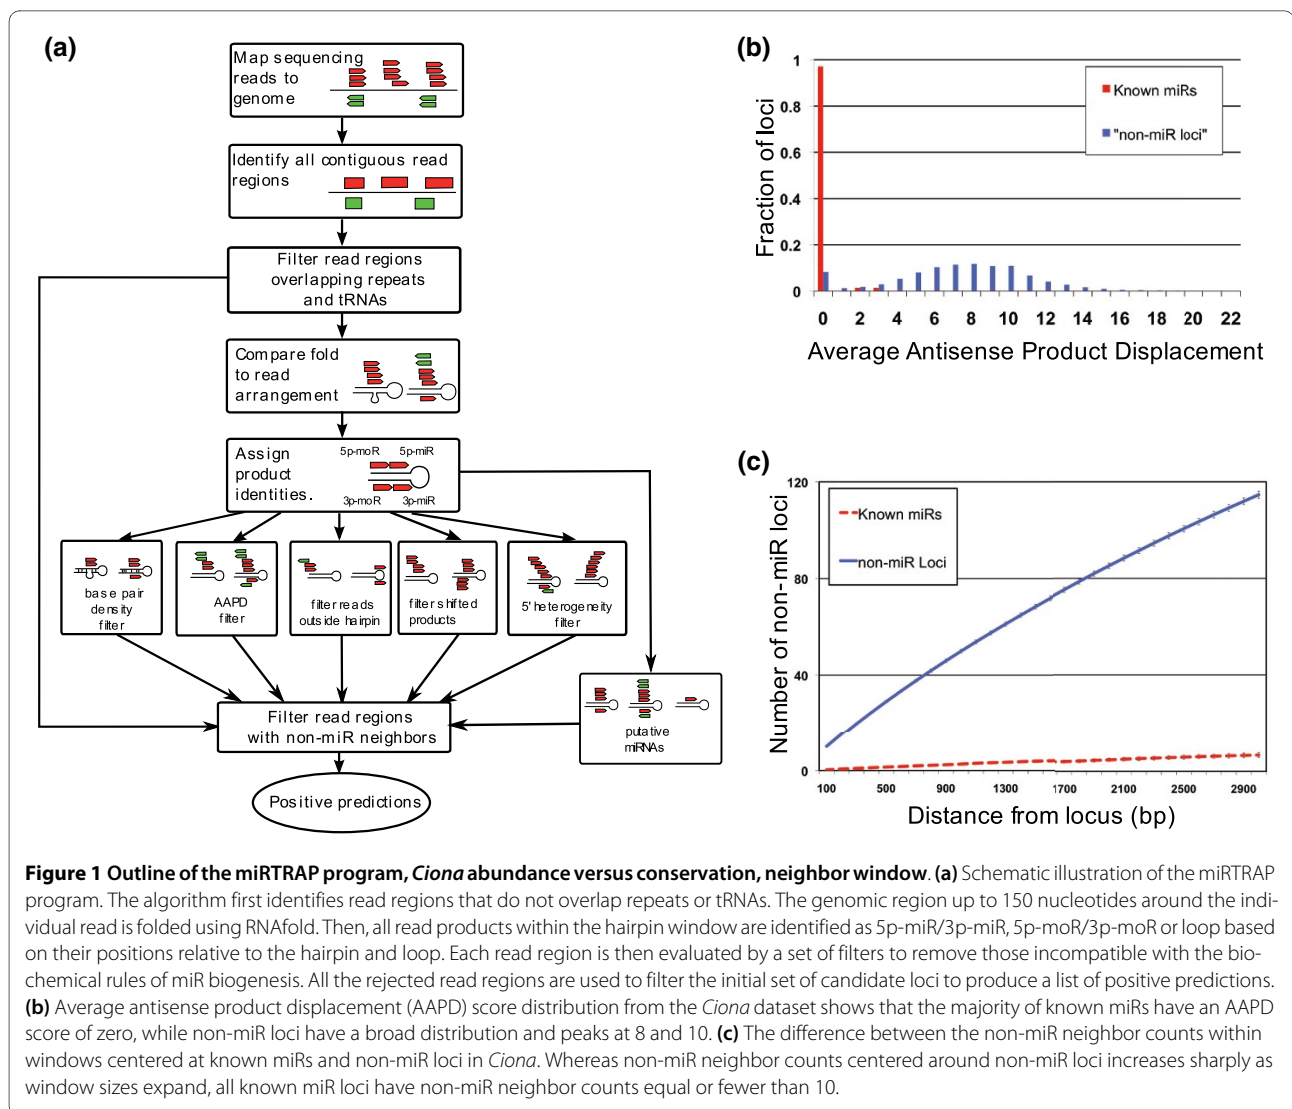 (a)
Map sequencing
reads to
genome
Identify all contiguous read
regions
Filter read regions
overlapping repeats
and tRNAs
Compare fold
to read
arrangement
Assign
product
identities.
5p-moR 5p-miR
3p-moR 3p-miR
base pair
density
filter
AAPD
filter
filter reads
outside hairpin
filter shifted
products
5' heterogeneity
filter
putative
miRNAs
Filter read regions
with non-miR neighbors
Positive predictions
(b)
Fraction of loci
1
0.8
0.6
0.4
0.2
0
Known miRs
"non-miR loci"
0 2 4 6 8 10 12 14 16 18 20 22
Average Antisense Product Displacement
(c)
Number of non-miR loci
120
80
40
0
Known miRs
non-miR Loci
100 500 900 1300 1700 2100 2500 2900
Distance from locus (bp)
Figure 1 Outline of the miRTRAP program, Ciona abundance versus conservation, neighbor window. (a) Schematic illustration of the miRTRAP
program. The algorithm first identifies read regions that do not overlap repeats or tRNAs. The genomic region up to 150 nucleotides around the indi-
vidual read is folded using RNAfold. Then, all read products within the hairpin window are identified as 5p-miR/3p-miR, 5p-moR/3p-moR or loop based
on their positions relative to the hairpin and loop. Each read region is then evaluated by a set of filters to remove those incompatible with the bio-
chemical rules of miR biogenesis. All the rejected read regions are used to filter the initial set of candidate loci to produce a list of positive predictions.
(b) Average antisense product displacement (AAPD) score distribution from the Ciona dataset shows that the majority of known miRs have an AAPD
score of zero, while non-miR loci have a broad distribution and peaks at 8 and 10. (c) The difference between the non-miR neighbor counts within
windows centered at known miRs and non-miR loci in Ciona. Whereas non-miR neighbor counts centered around non-miR loci increases sharply as
window sizes expand, all known miR loci have non-miR neighbor counts equal or fewer than 10.